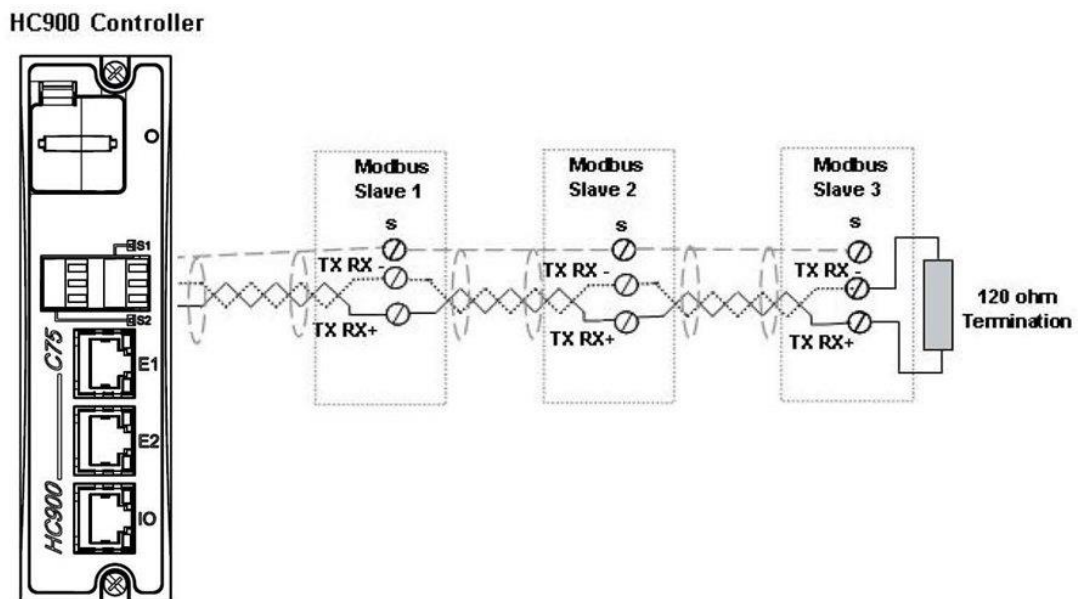 HC900 Controller
S1
S2
HC900
C75
E1
E2
IO
Modbus
Slave 1
s
TX RX -
TX RX+
Modbus
Slave 2
s
TX RX -
TX RX+
Modbus
Slave 3
s
TX RX -
TX RX+
120 ohm
Termination